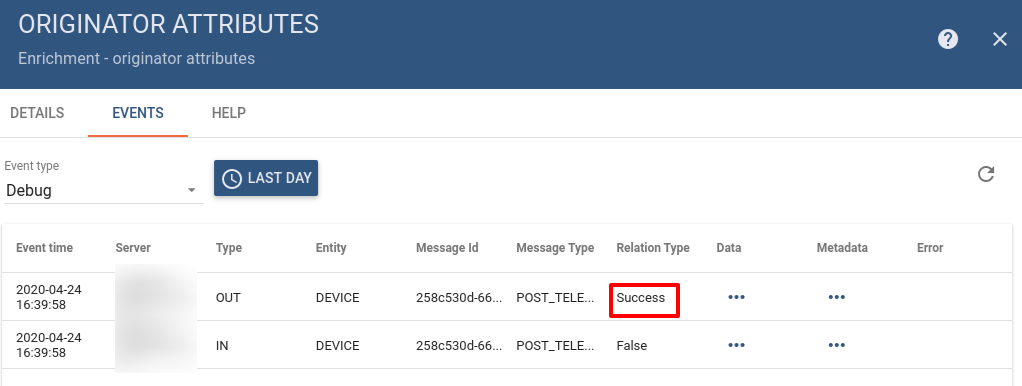 ORIGINATOR ATTRIBUTES
Enrichment - originator attributes
DETAILS EVENTS HELP
Event type
Debug
LAST DAY
Event time Server Type Entity Message Id Message Type Relation Type Data Metadata Error
2020-04-24
16:39:58
OUT DEVICE 258c530d-66... POST_TELE... Success ••• •••
2020-04-24
16:39:58
IN DEVICE 258c530d-66... POST_TELE... False ••• •••